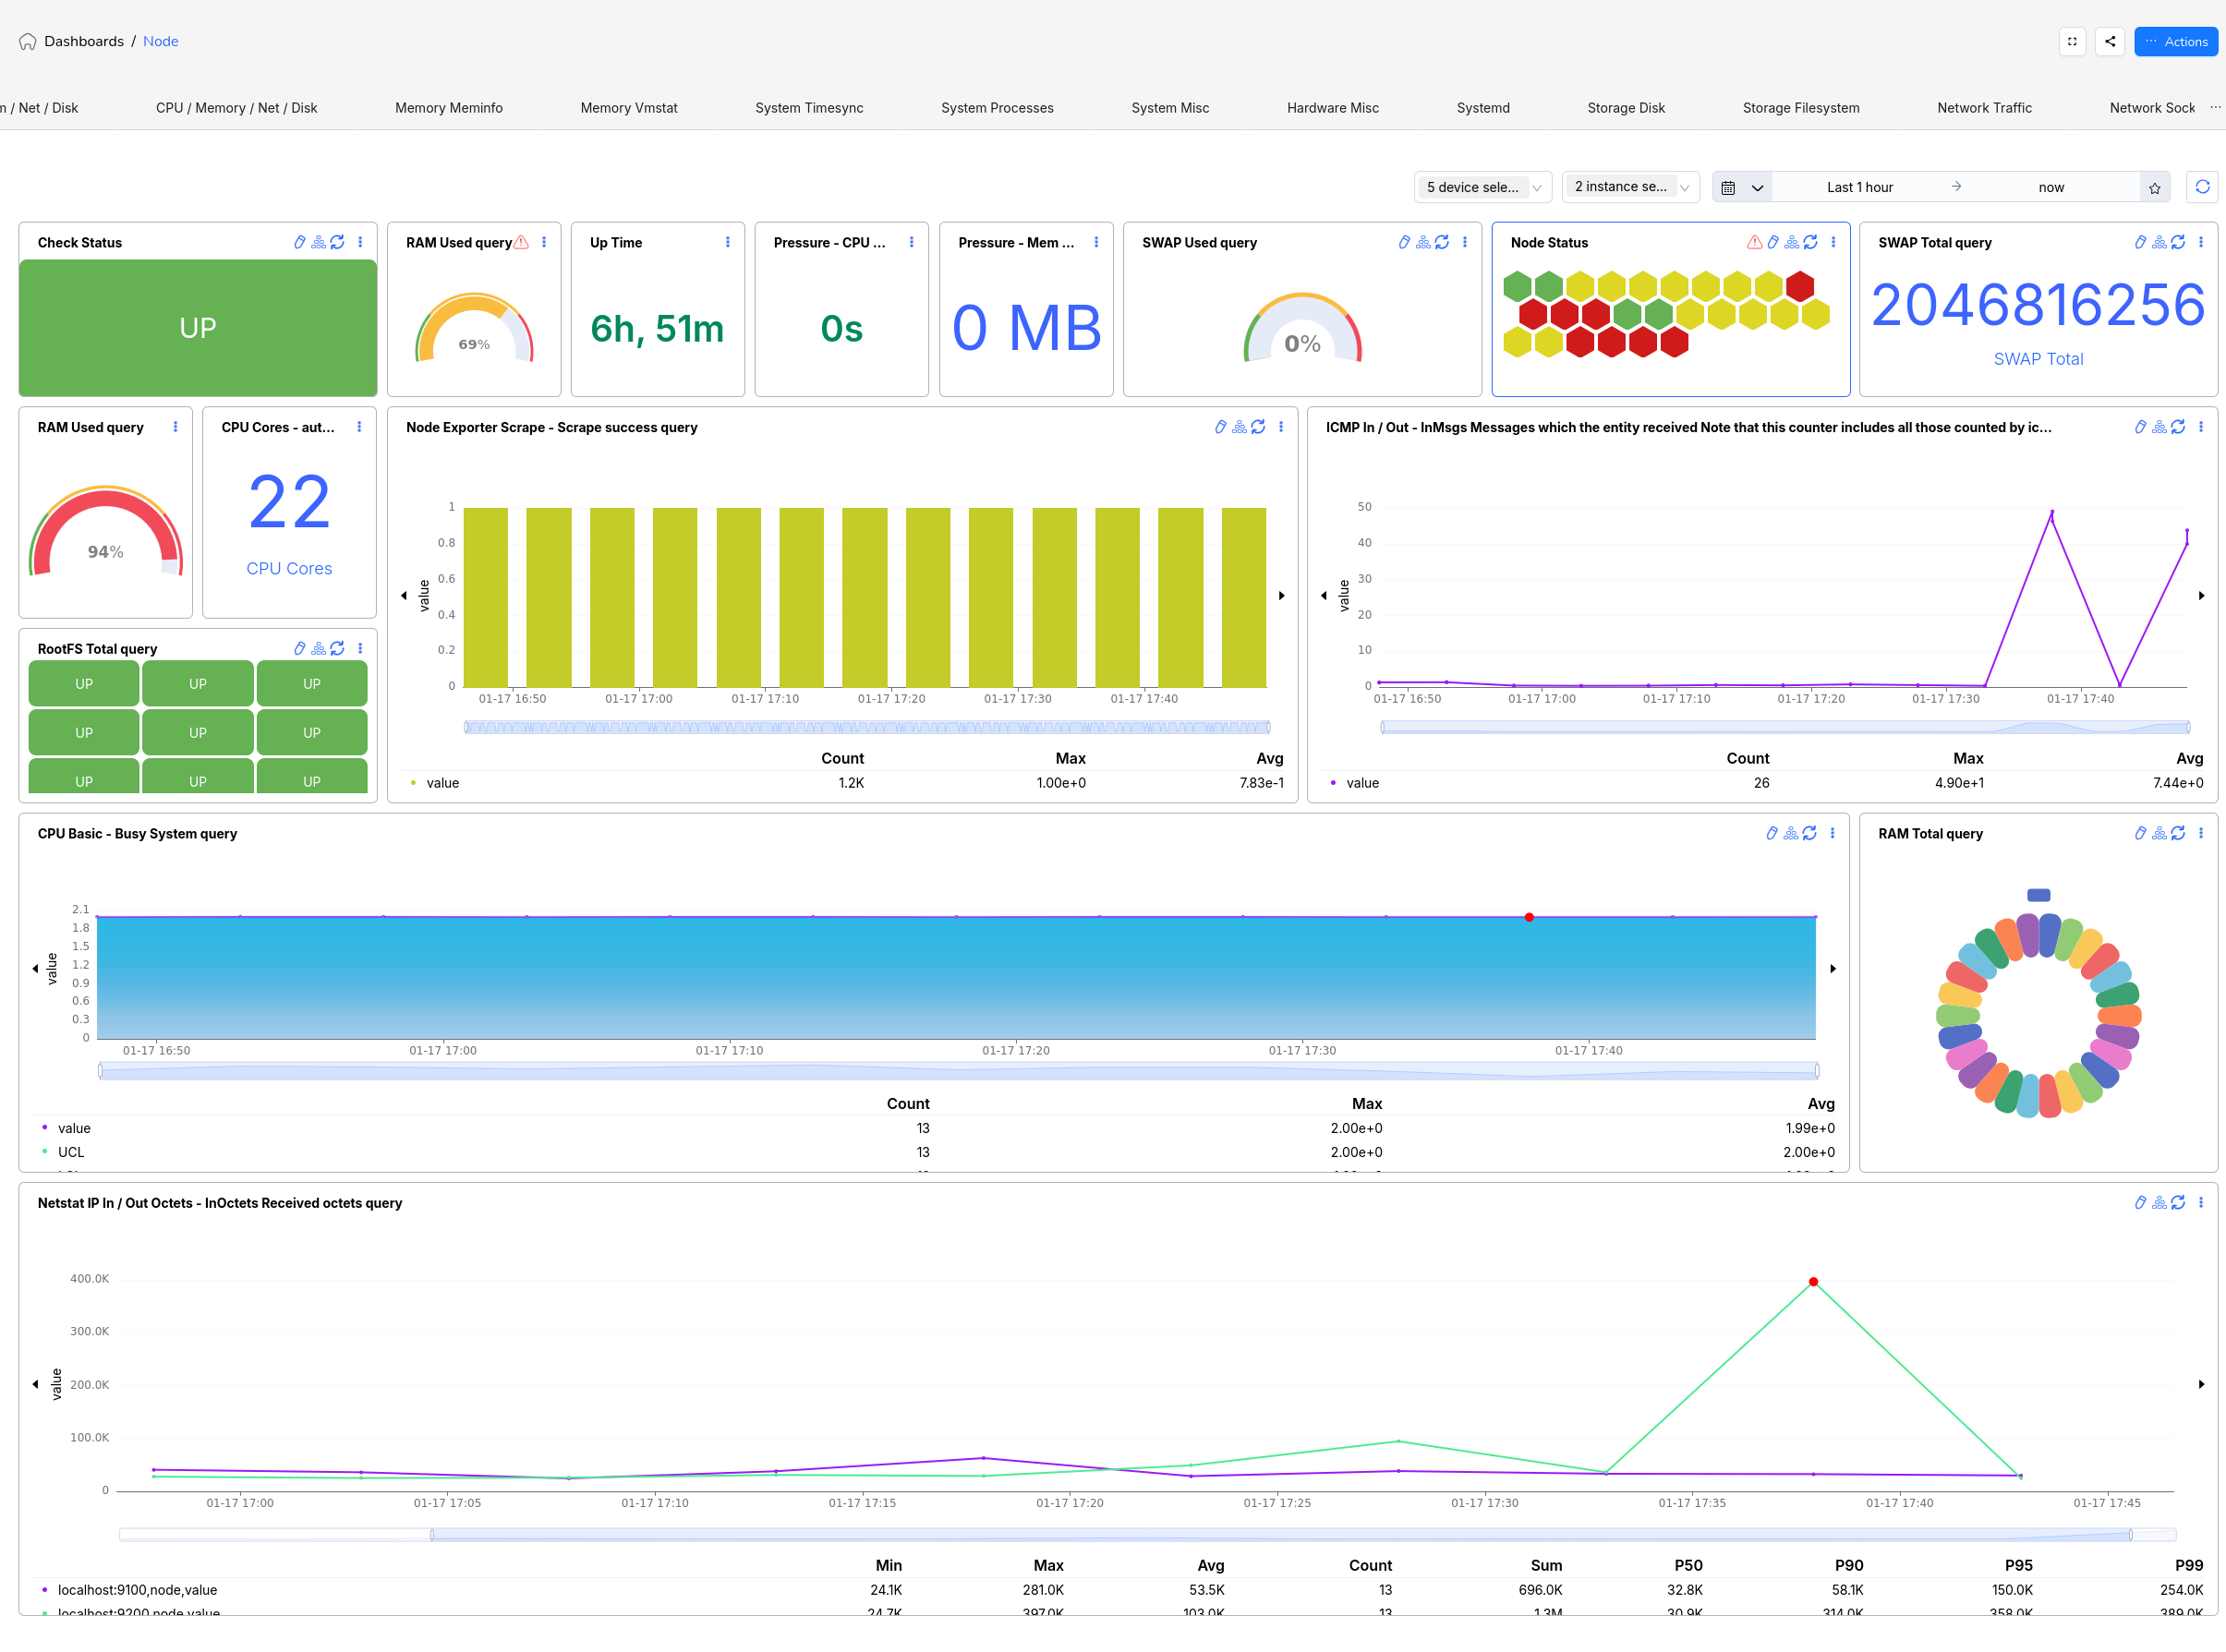 Dashboards / Node
··· Actions
n / Net / Disk CPU / Memory / Net / Disk Memory Meminfo Memory Vmstat System Timesync System Processes System Misc Hardware Misc Systemd Storage Disk Storage Filesystem Network Traffic Network Sock ···
5 device sele... 2 instance se... Last 1 hour → now
Check Status
UP
RAM Used query
69%
Up Time
6h, 51m
Pressure - CPU ...
0s
Pressure - Mem ...
0 MB
SWAP Used query
0%
Node Status
SWAP Total query
2046816256
SWAP Total
RAM Used query
94%
CPU Cores - aut...
22
CPU Cores
RootFS Total query
UP UP UP
UP UP UP
UP UP UP
Node Exporter Scrape - Scrape success query
value
1
0.8
0.6
0.4
0.2
0
01-17 16:50 01-17 17:00 01-17 17:10 01-17 17:20 01-17 17:30 01-17 17:40
Count Max Avg
value 1.2K 1.00e+0 7.83e-1
ICMP In / Out - InMsgs Messages which the entity received Note that this counter includes all those counted by ic...
value
50
40
30
20
10
0
01-17 16:50 01-17 17:00 01-17 17:10 01-17 17:20 01-17 17:30 01-17 17:40
Count Max Avg
value 26 4.90e+1 7.44e+0
CPU Basic - Busy System query
value
2.1
1.8
1.5
1.2
0.9
0.6
0.3
0
01-17 16:50 01-17 17:00 01-17 17:10 01-17 17:20 01-17 17:30 01-17 17:40
Count Max Avg
value 13 2.00e+0 1.99e+0
UCL 13 2.00e+0 2.00e+0
RAM Total query
Netstat IP In / Out Octets - InOctets Received octets query
value
400.0K
300.0K
200.0K
100.0K
0
01-17 17:00 01-17 17:05 01-17 17:10 01-17 17:15 01-17 17:20 01-17 17:25 01-17 17:30 01-17 17:35 01-17 17:40 01-17 17:45
Min Max Avg Count Sum P50 P90 P95 P99
localhost:9100,node,value 24.1K 281.0K 53.5K 13 696.0K 32.8K 58.1K 150.0K 254.0K
localhost:9200,node,value 24.7K 397.0K 103.0K 13 1.3M 30.9K 314.0K 358.0K 389.0K